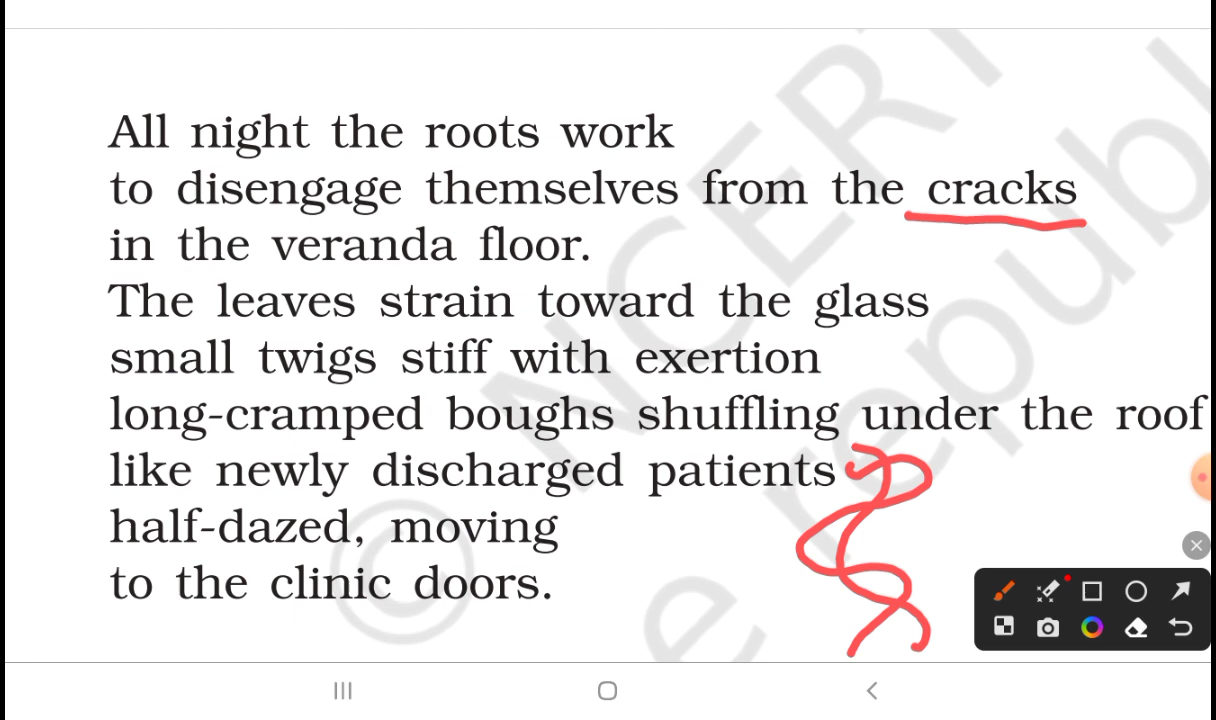 All night the roots work
to disengage themselves from the cracks
in the veranda floor.
The leaves strain toward the glass
small twigs stiff with exertion
long-cramped boughs shuffling under the roof
like newly discharged patients
half-dazed, moving
to the clinic doors.
© NCERT
e republ